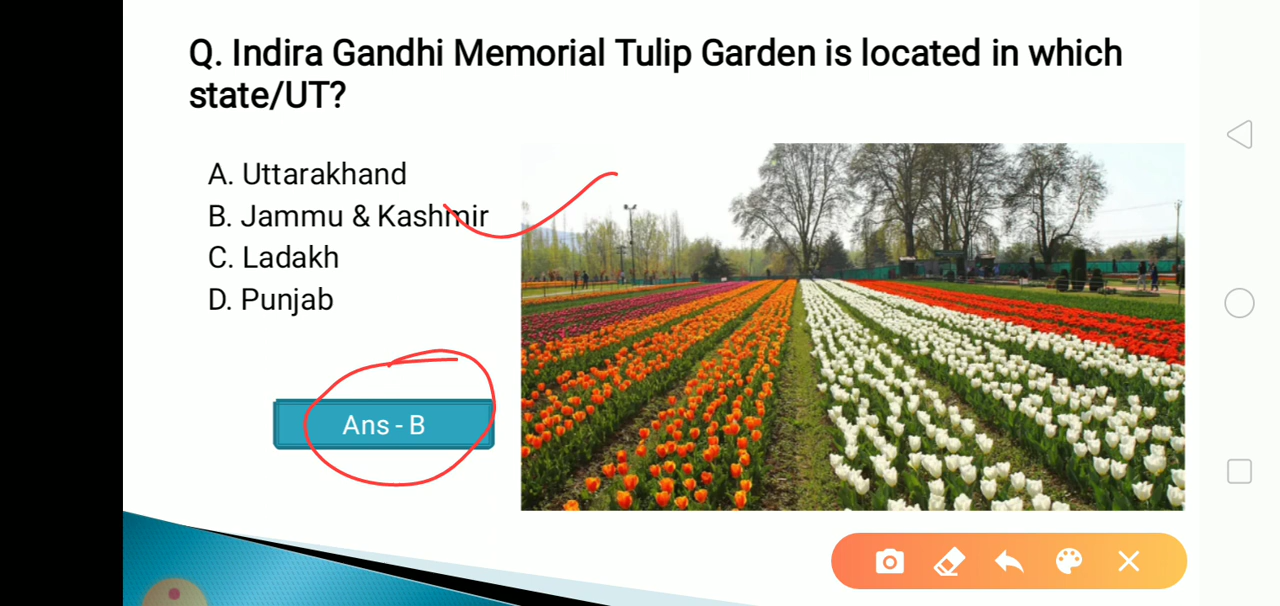 Q. Indira Gandhi Memorial Tulip Garden is located in which
state/UT?
A. Uttarakhand
B. Jammu & Kashmir
C. Ladakh
D. Punjab
Ans - B